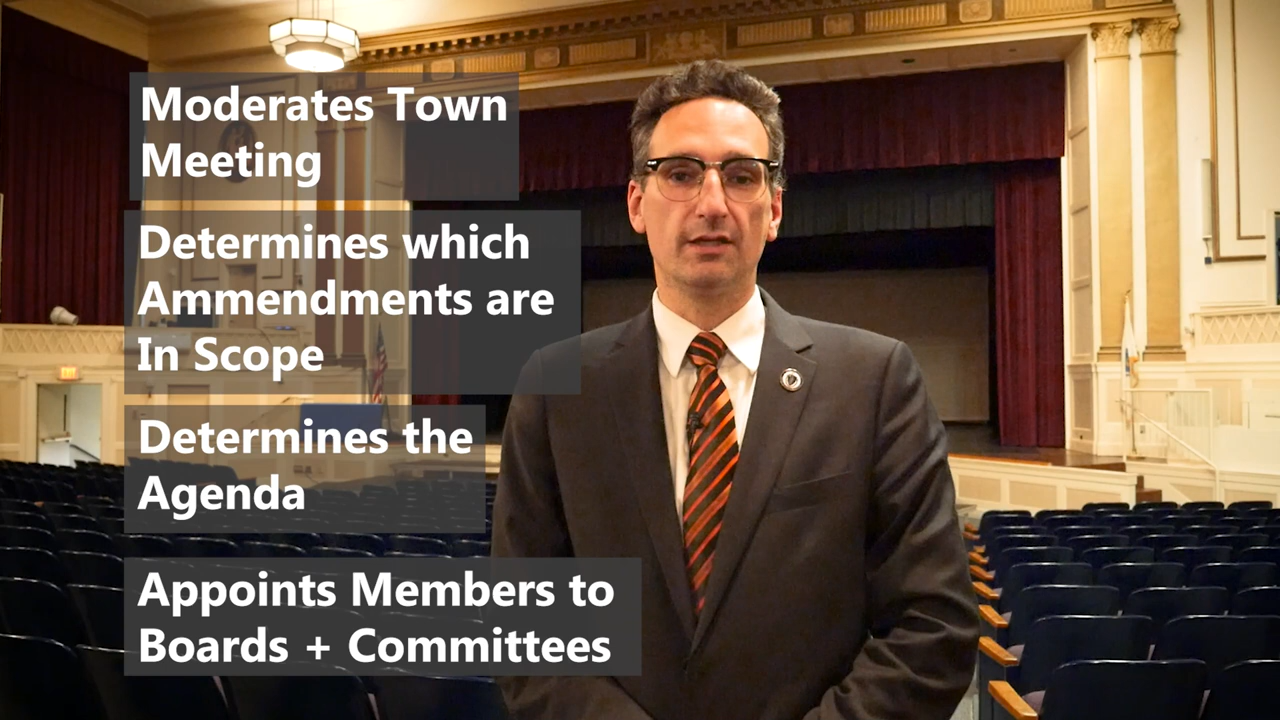 Moderates Town
Meeting
Determines which
Ammendments are
In Scope
Determines the
Agenda
Appoints Members to
Boards + Committees